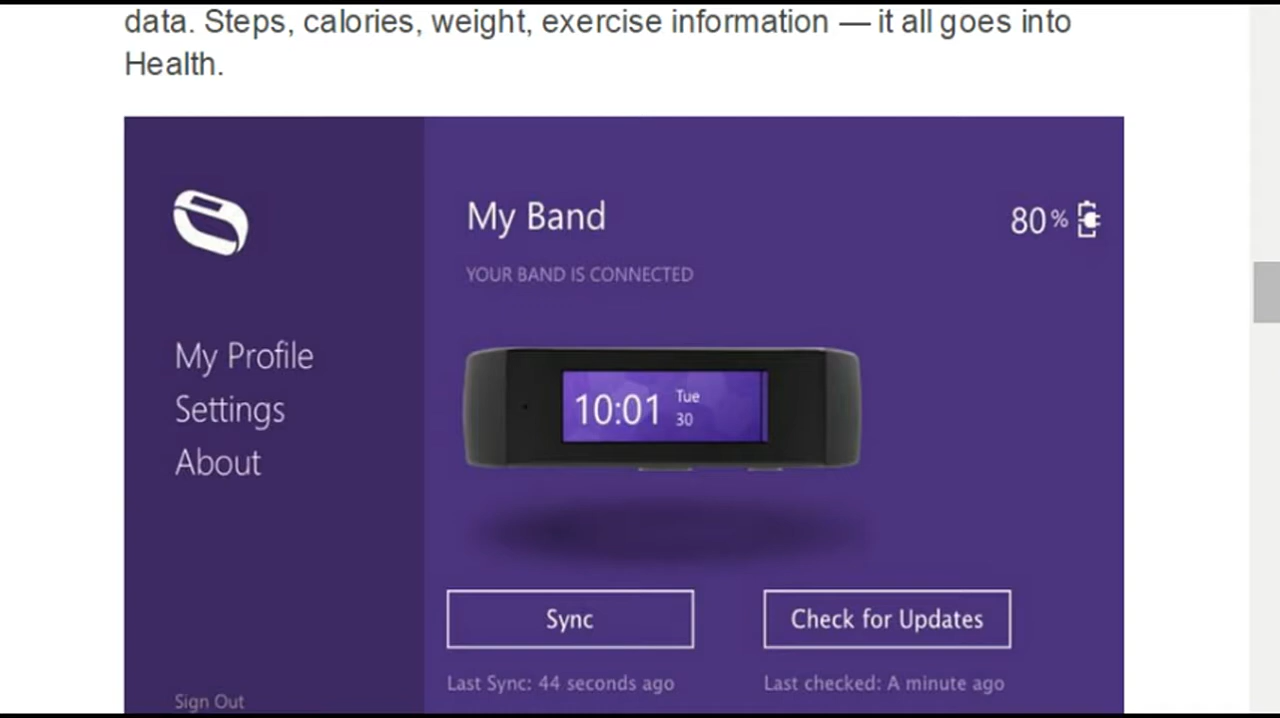 data. Steps, calories, weight, exercise information — it all goes into
Health.
My Band
80%
YOUR BAND IS CONNECTED
My Profile
Settings
About
10:01
Tue
30
Sync
Check for Updates
Last Sync: 44 seconds ago
Last checked: A minute ago
Sign Out